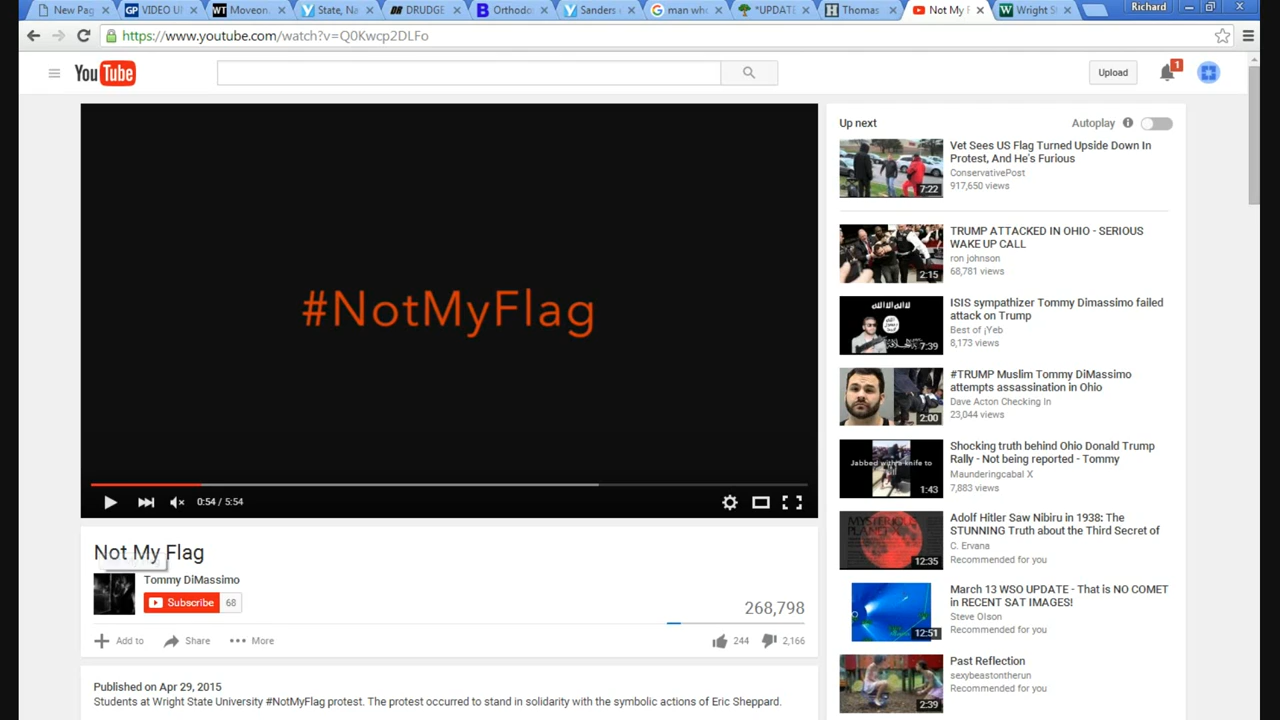 New Pag
VIDEO U
Moveon.
State, Na
DRUDGE
Orthodo
Sanders
man whe
"UPDATE
Thomas
Not My F
Wright St
Richard
https://www.youtube.com/watch?v=Q0Kwcp2DLFo
YouTube
Upload
1
#NotMyFlag
0:54 / 5:54
Not My Flag
Tommy DiMassimo
Subscribe 68
268,798
Add to Share More
244 2,166
Published on Apr 29, 2015
Students at Wright State University #NotMyFlag protest. The protest occurred to stand in solidarity with the symbolic actions of Eric Sheppard.
Up next
Autoplay
Vet Sees US Flag Turned Upside Down In
Protest, And He's Furious
ConservativePost
917,650 views
7:22
TRUMP ATTACKED IN OHIO - SERIOUS
WAKE UP CALL
ron johnson
68,781 views
2:15
ISIS sympathizer Tommy Dimassimo failed
attack on Trump
Best of ¡Yeb
8,173 views
7:39
#TRUMP Muslim Tommy DiMassimo
attempts assassination in Ohio
Dave Acton Checking In
23,044 views
2:00
Shocking truth behind Ohio Donald Trump
Rally - Not being reported - Tommy
Maunderingcabal X
7,883 views
Jabbed with a knife to
1:43
Adolf Hitler Saw Nibiru in 1938: The
STUNNING Truth about the Third Secret of
C. Ervana
Recommended for you
12:35
March 13 WSO UPDATE - That is NO COMET
in RECENT SAT IMAGES!
Steve Olson
Recommended for you
12:51
Past Reflection
sexybeastontherun
Recommended for you
2:39